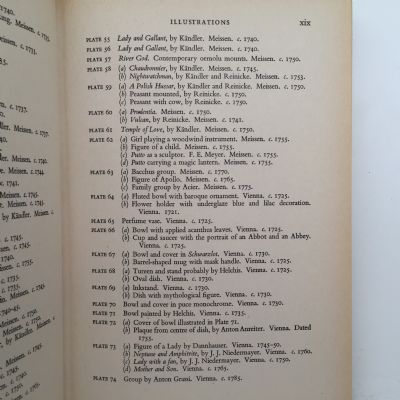 ILLUSTRATIONS xix
PLATE 55 Lady and Gallant, by Kändler. Meissen. c. 1740.
PLATE 56 Lady and Gallant, by Kändler. Meissen. c. 1740.
PLATE 57 River God. Contemporary ormolu mounts. Meissen. c. 1750.
PLATE 58 (a) Chaudronnier, by Kändler. Meissen. c. 1745.
(b) Nightwatchman, by Kändler and Reinicke. Meissen. c. 1753.
PLATE 59 (a) A Polish Hussar, by Kändler and Reinicke. Meissen. c. 1750.
(b) Peasant mounted, by Reinicke. c. 1750.
(c) Peasant with cow, by Reinicke. c. 1750.
PLATE 60 (a) Prudentia. Meissen. c. 1750.
(b) Vulcan, by Reinicke. Meissen. c. 1741.
PLATE 61 Temple of Love, by Kändler. Meissen. c. 1750.
PLATE 62 (a) Girl playing a woodwind instrument. Meissen. c. 1755.
(b) Figure of a child. Meissen. c. 1755.
(c) Putto as a sculptor. F. E. Meyer. Meissen. c. 1755.
(d) Putto carrying a magic lantern. Meissen. c. 1755.
PLATE 63 (a) Bacchus group. Meissen. c. 1770.
(b) Figure of Apollo. Meissen. c. 1765.
(c) Family group by Acier. Meissen. c. 1775.
PLATE 64 (a) Fluted bowl with baroque ornament. Vienna. c. 1725.
(b) Flower holder with underglaze blue and lilac decoration.
Vienna. 1721.
PLATE 65 Perfume vase. Vienna. c. 1725.
PLATE 66 (a) Bowl with applied acanthus leaves. Vienna. c. 1725.
(b) Cup and saucer with the portrait of an Abbot and an Abbey.
Vienna. c. 1725.
PLATE 67 (a) Bowl and cover in Schwarzlot. Vienna. c. 1730.
(b) Barrel-shaped mug with mask handle. Vienna. c. 1725.
PLATE 68 (a) Tureen and stand probably by Helchis. Vienna. c. 1725.
(b) Oval dish. Vienna. c. 1730.
PLATE 69 (a) Inkstand. Vienna. c. 1730.
(b) Dish with mythological figure. Vienna. c. 1730.
PLATE 70 Bowl and cover in puce monochrome. Vienna. c. 1730.
PLATE 71 Bowl painted by Helchis. Vienna. c. 1735.
PLATE 72 (a) Cover of bowl illustrated in Plate 71.
(b) Plaque from centre of dish, by Anton Anreiter. Vienna. Dated
1755.
PLATE 73 (a) Figure of a Lady by Dannhauser. Vienna. 1745–50.
(b) Neptune and Amphitrite, by J. J. Niedermayer. Vienna. c. 1760.
(c) Lady with a fan, by J. J. Niedermayer. Vienna. c. 1750.
(d) Mother and Son. Vienna. c. 1765.
PLATE 74 Group by Anton Grassi. Vienna. c. 1785.